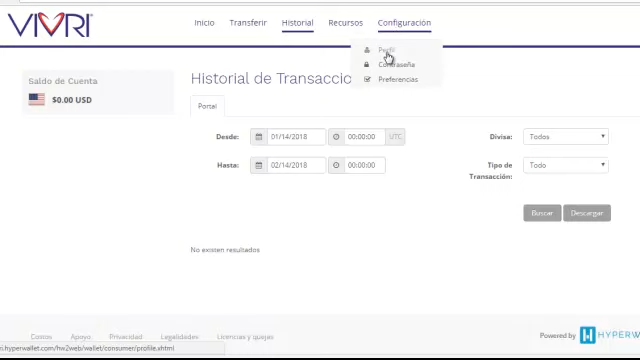 VIVRI®
Inicio Transferir Historial Recursos Configuración
Perfil
Contraseña
Preferencias
Saldo de Cuenta
$0.00 USD
Historial de Transaccio
Portal
Desde: 01/14/2018 00:00:00 UTC Divisa: Todos
Hasta: 02/14/2018 00:00:00 Tipo de Transacción: Todo
Buscar Descargar
No existen resultados
Costos Apoyo Privacidad Legalidades Licencias y quejas
Powered by HYPERW
ri.hyperwallet.com/hw2web/wallet/consumer/profile.xhtml